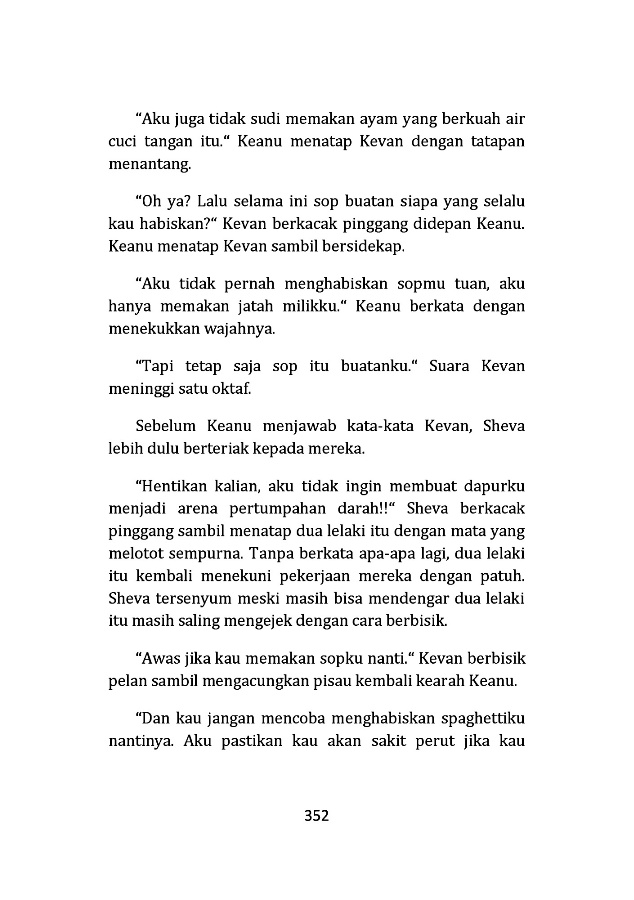 “Aku juga tidak sudi memakan ayam yang berkuah air
cuci tangan itu.“ Keanu menatap Kevan dengan tatapan
menantang.
“Oh ya? Lalu selama ini sop buatan siapa yang selalu
kau habiskan?“ Kevan berkacak pinggang didepan Keanu.
Keanu menatap Kevan sambil bersidekap.
“Aku tidak pernah menghabiskan sopmu tuan, aku
hanya memakan jatah milikku.“ Keanu berkata dengan
menekukkan wajahnya.
“Tapi tetap saja sop itu buatanku.“ Suara Kevan
meninggi satu oktaf.
Sebelum Keanu menjawab kata-kata Kevan, Sheva
lebih dulu berteriak kepada mereka.
“Hentikan kalian, aku tidak ingin membuat dapurku
menjadi arena pertumpahan darah!!“ Sheva berkacak
pinggang sambil menatap dua lelaki itu dengan mata yang
melotot sempurna. Tanpa berkata apa-apa lagi, dua lelaki
itu kembali menekuni pekerjaan mereka dengan patuh.
Sheva tersenyum meski masih bisa mendengar dua lelaki
itu masih saling mengejek dengan cara berbisik.
“Awas jika kau memakan sopku nanti.“ Kevan berbisik
pelan sambil mengacungkan pisau kembali kearah Keanu.
“Dan kau jangan mencoba menghabiskan spaghettiku
nantinya. Aku pastikan kau akan sakit perut jika kau
352